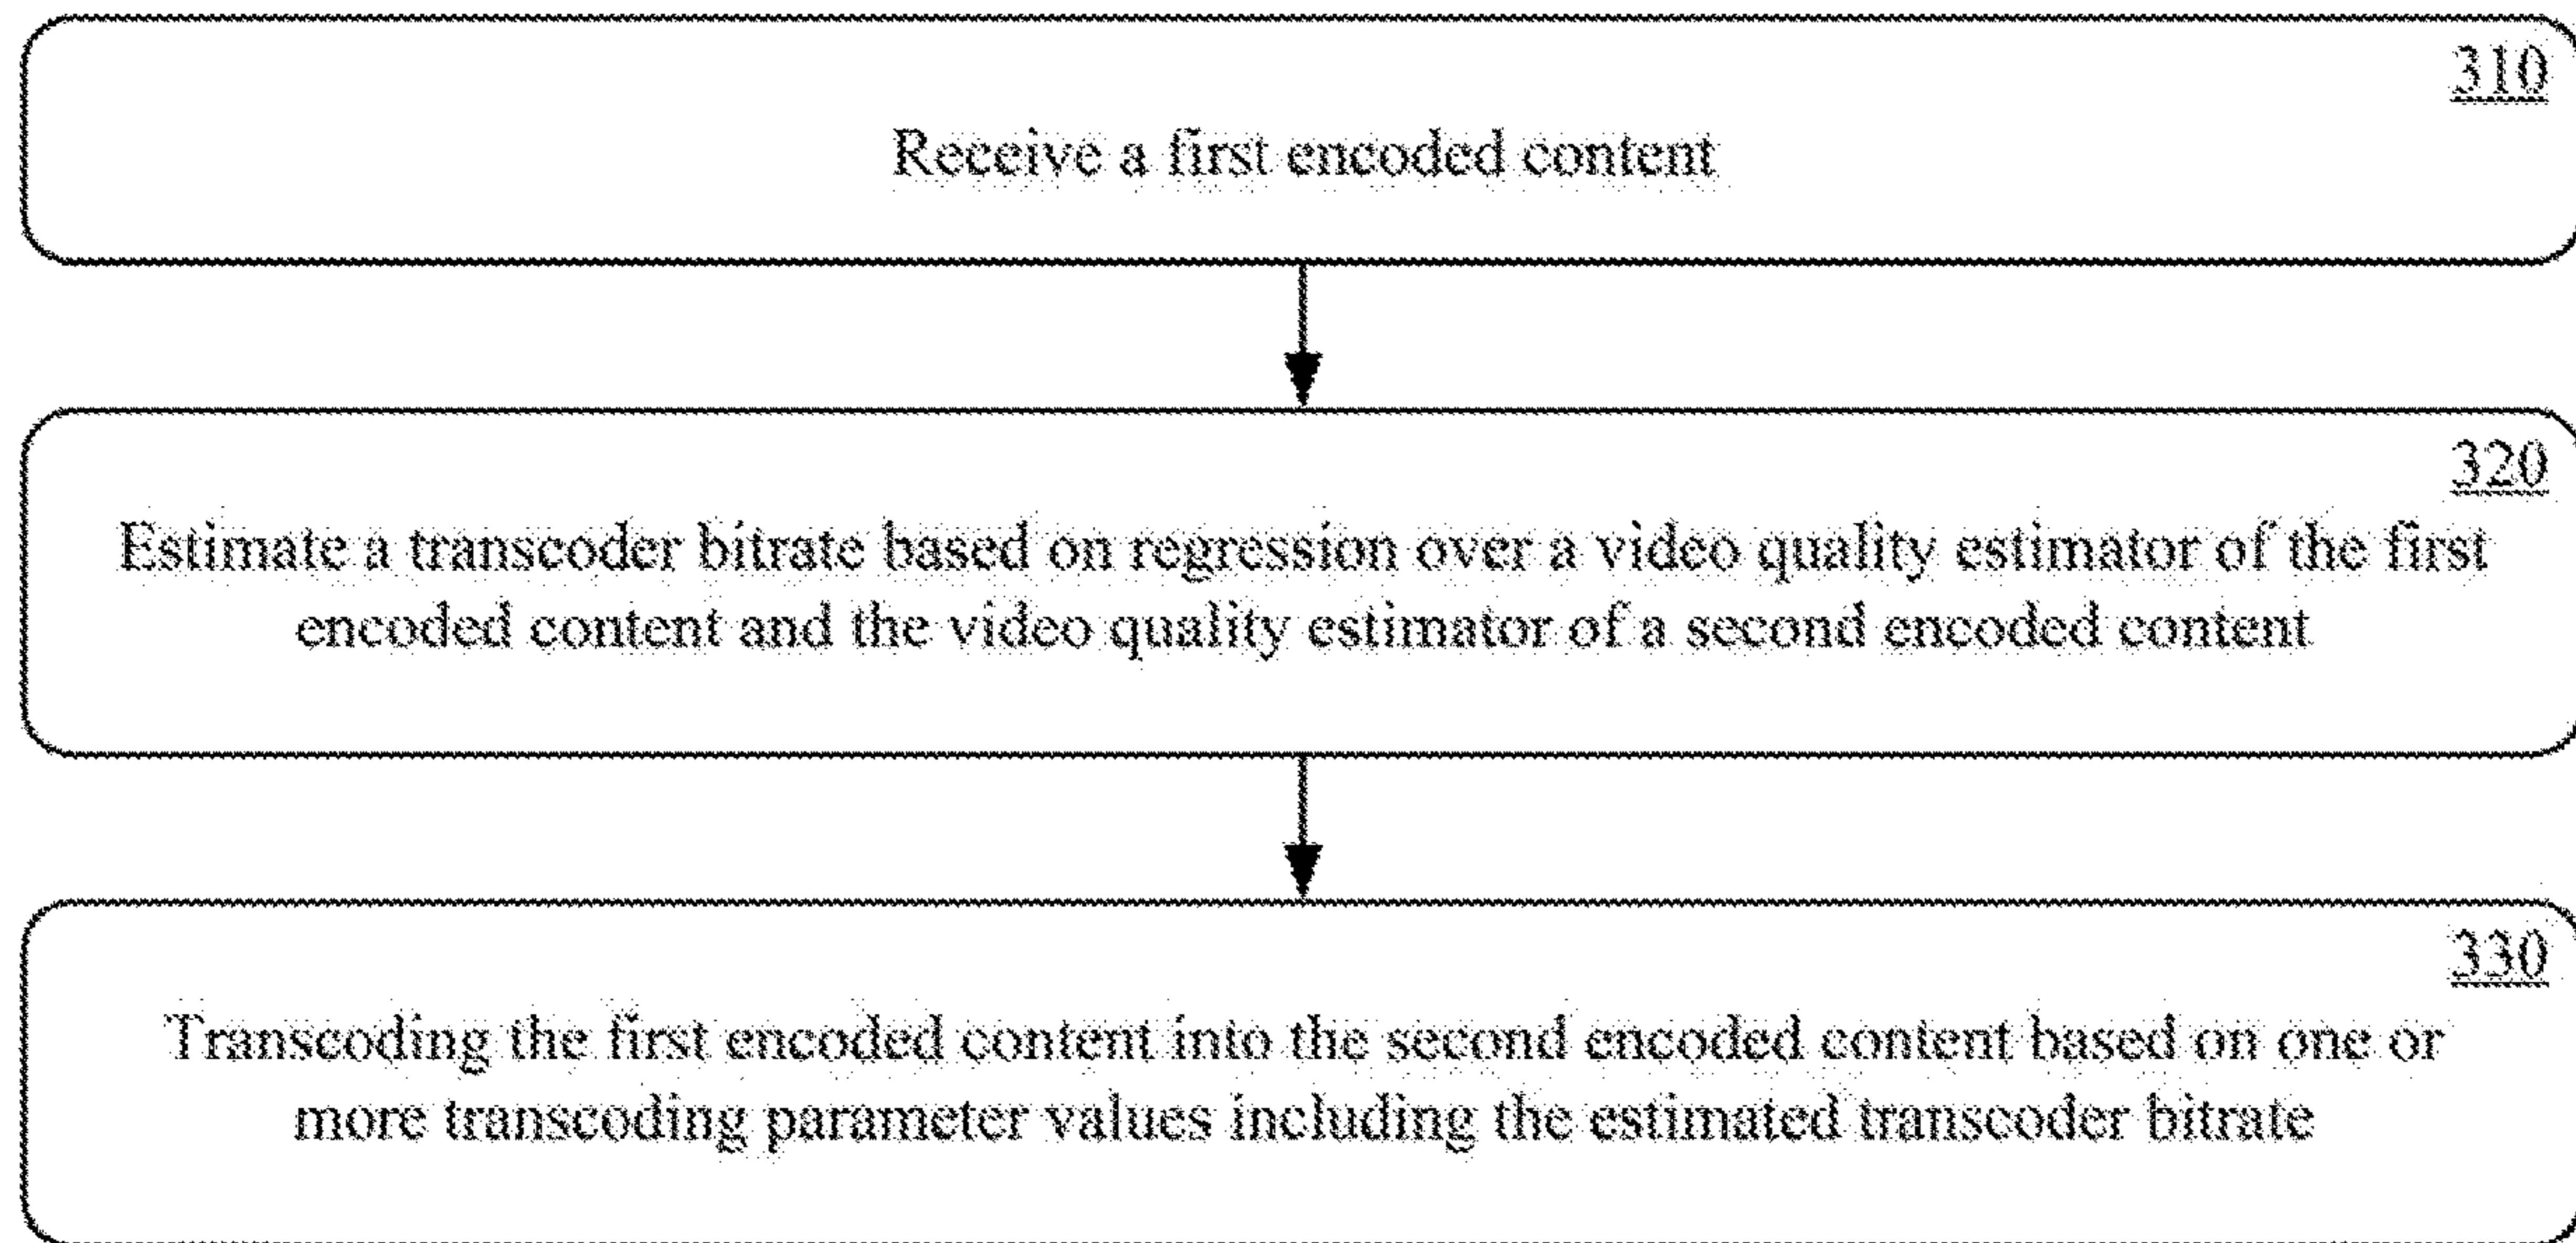 310
Receive a first encoded content
320
Estimate a transcoder bitrate based on regression over a video quality estimator of the first
encoded content and the video quality estimator of a second encoded content
330
Transcoding the first encoded content into the second encoded content based on one or
more transcoding parameter values including the estimated transcoder bitrate